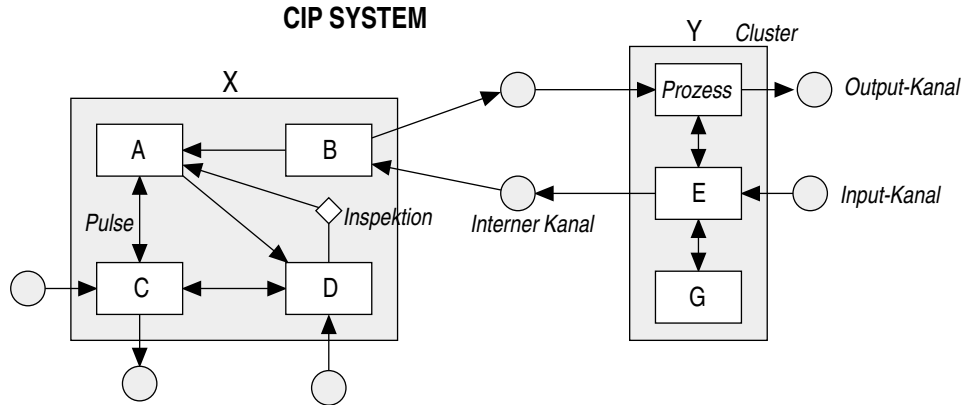 CIP SYSTEM
X
Y
Cluster
A
B
Prozess
Output-Kanal
Pulse
Inspektion
E
Interner Kanal
Input-Kanal
C
D
G